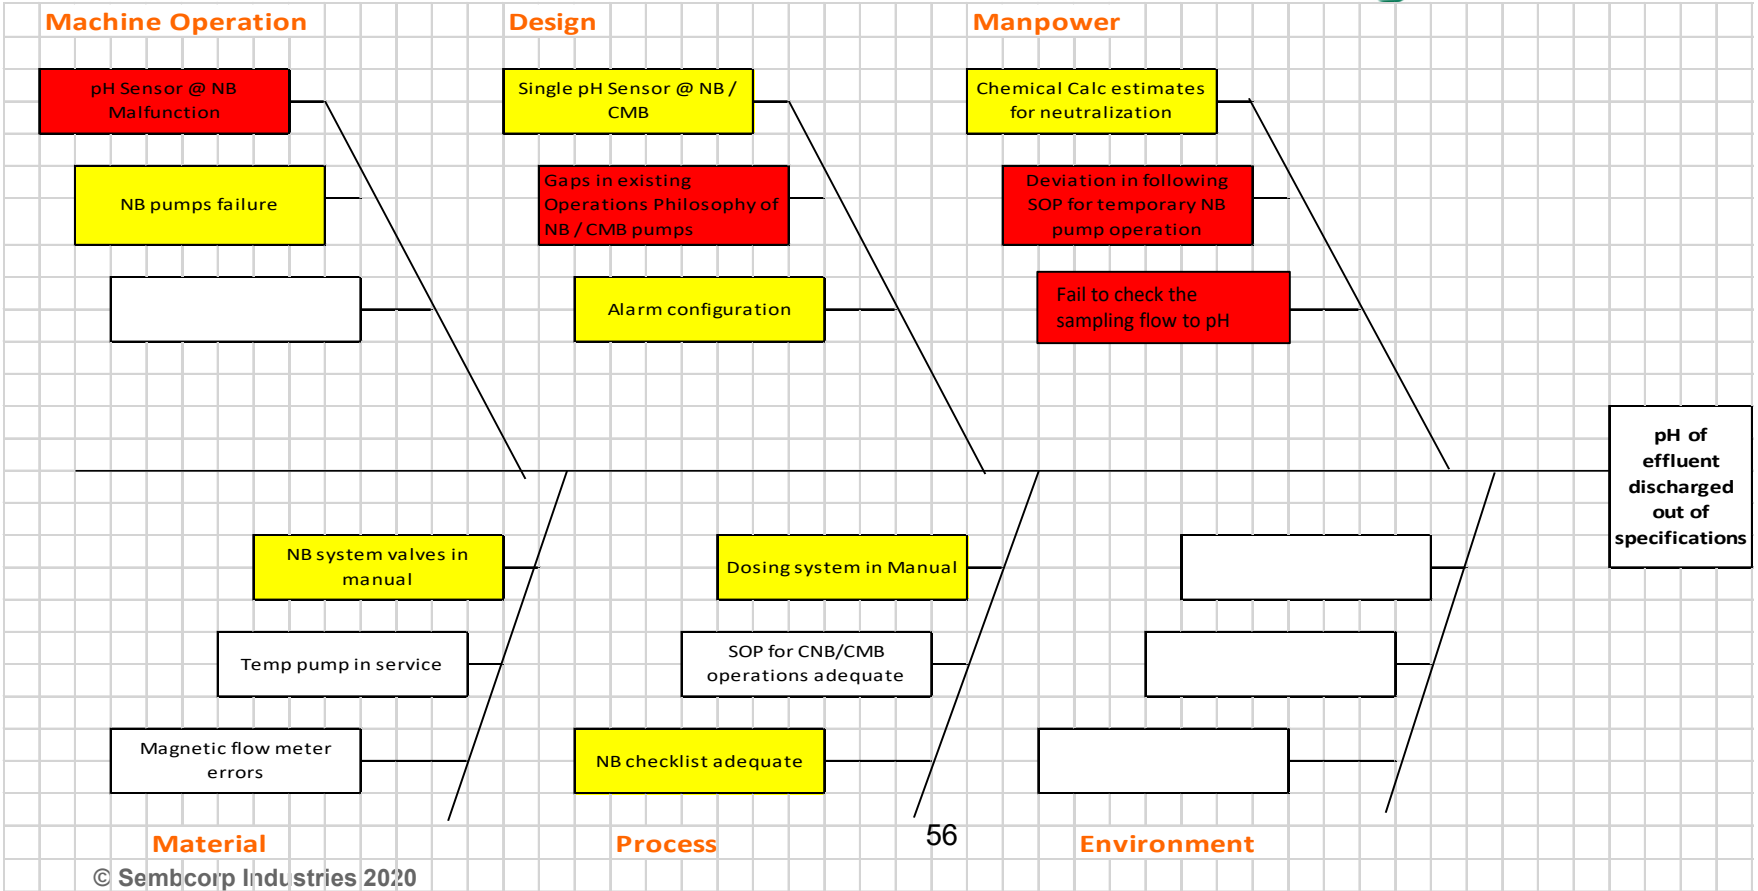 Machine Operation
Design
Manpower
pH Sensor @ NB
Malfunction
Single pH Sensor @ NB /
CMB
Chemical Calc estimates
for neutralization
NB pumps failure
Gaps in existing
Operations Philosophy of
NB / CMB pumps
Deviation in following
SOP for temporary NB
pump operation
Alarm configuration
Fail to check the
sampling flow to pH
pH of
effluent
discharged
out of
specifications
NB system valves in
manual
Dosing system in Manual
Temp pump in service
SOP for CNB/CMB
operations adequate
Magnetic flow meter
errors
NB checklist adequate
Material
Process
56
Environment
© Sembcorp Industries 2020